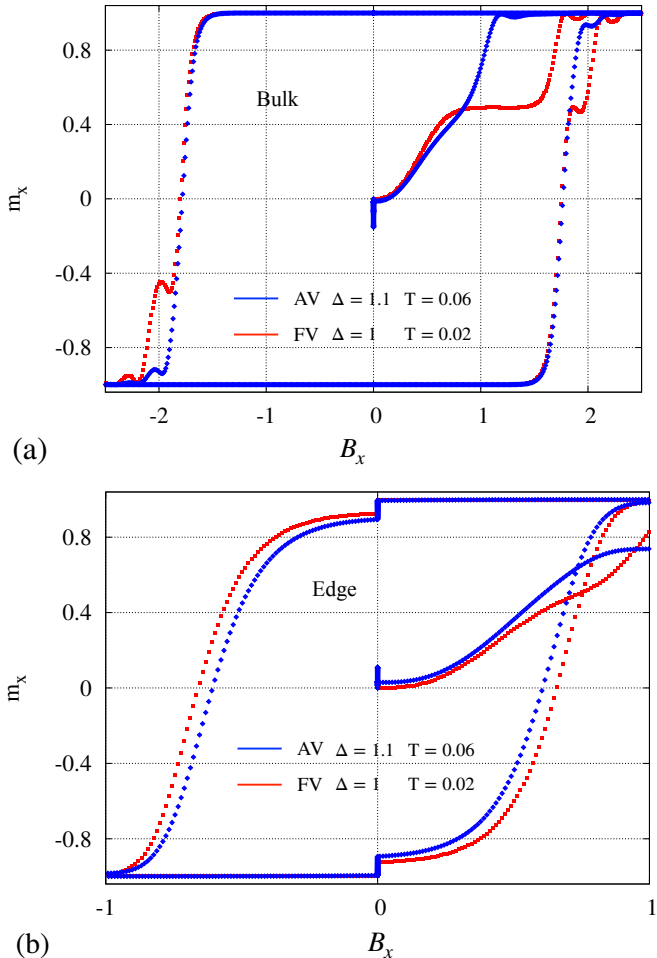 0.8
0.4
0
-0.4
-0.8
m_x
Bulk
AV Δ = 1.1 T = 0.06
FV Δ = 1 T = 0.02
-2 -1 0 1 2
(a)
B_x
0.8
0.4
0
-0.4
-0.8
m_x
Edge
AV Δ = 1.1 T = 0.06
FV Δ = 1 T = 0.02
-1 0 1
(b)
B_x